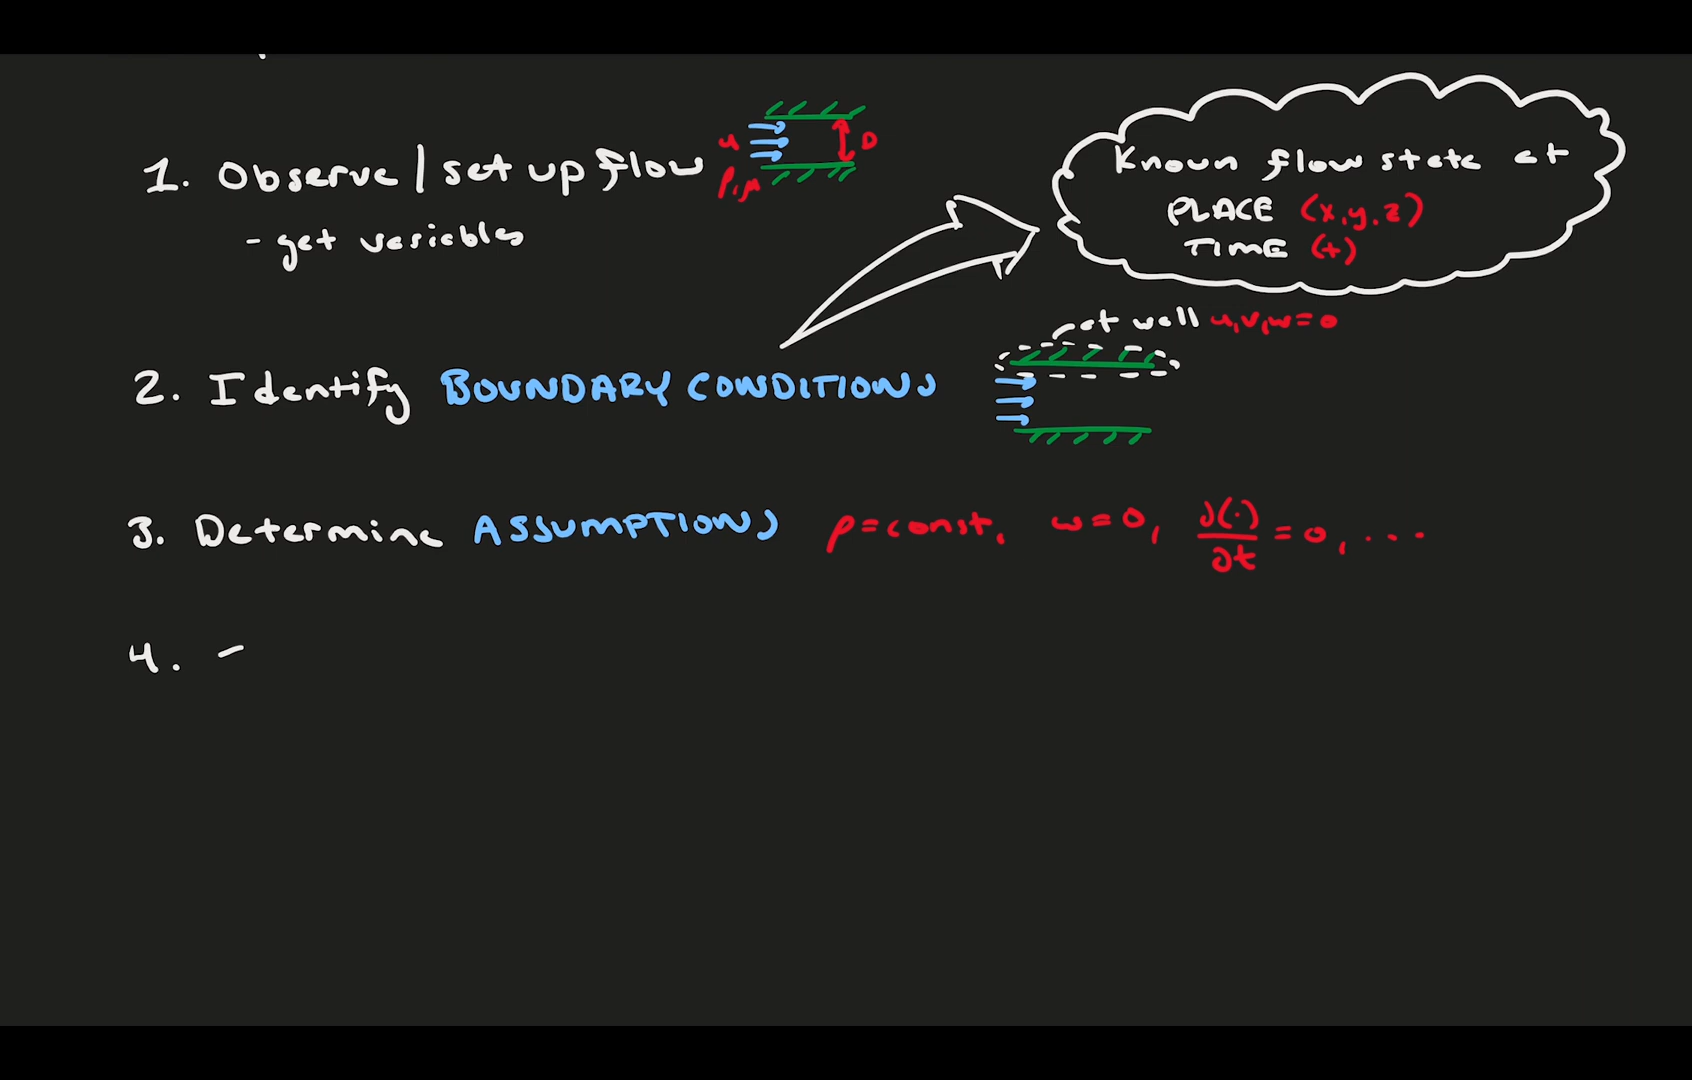 1. Observe/set up flow
u
ρ, μ
D
- get variables
Known flow state at
PLACE (x,y,z)
TIME (t)
at wall u,v,w=0
2. Identify BOUNDARY CONDITIONS
3. Determine ASSUMPTIONS ρ=const, w=0, ∂(·)/∂t=0, ...
4.